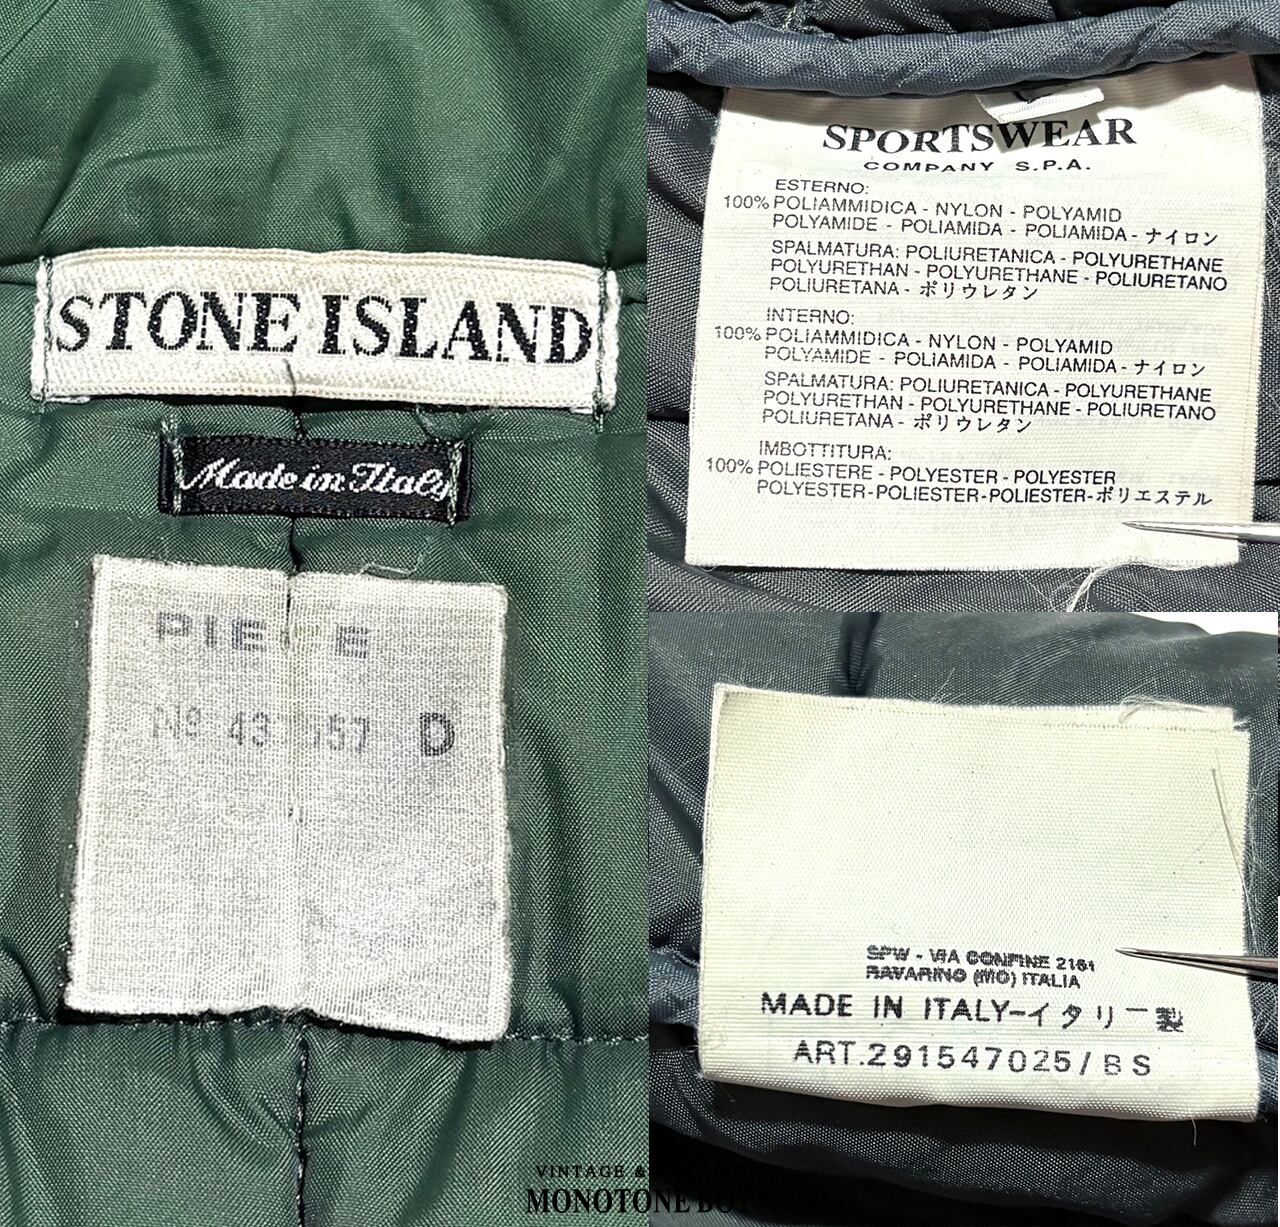 STONE ISLAND
Made in Italy
Nº 43 57 D
SPORTSWEAR
COMPANY S.P.A.
ESTERNO:
100% POLIAMMIDICA - NYLON - POLYAMID
POLYAMIDE - POLIAMIDA - POLIAMIDA - ナイロン
SPALMATURA: POLIURETANICA - POLYURETHANE
POLYURETHAN - POLYURETHANE - POLIURETANO
POLIURETANA - ポリウレタン
INTERNO:
100% POLIAMMIDICA - NYLON - POLYAMID
POLYAMIDE - POLIAMIDA - POLIAMIDA - ナイロン
SPALMATURA: POLIURETANICA - POLYURETHANE
POLYURETHAN - POLYURETHANE - POLIURETANO
POLIURETANA - ポリウレタン
IMBOTTITURA:
100% POLIESTERE - POLYESTER - POLYESTER
POLYESTER-POLIESTER-POLIESTER-ポリエステル
SPW - VIA CONFINE 2161
RAVARINO (MO) ITALIA
MADE IN ITALY-イタリー製
ART.291547025/BS
VINTAGE &
MONOTONE